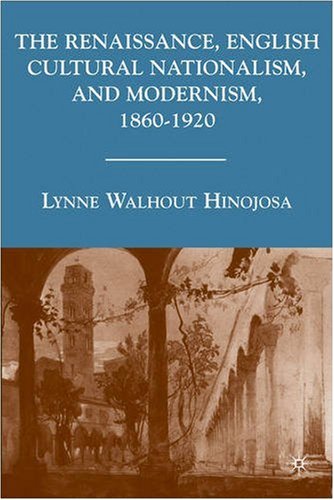 THE RENAISSANCE, ENGLISH
CULTURAL NATIONALISM,
AND MODERNISM,
1860-1920
LYNNE WALHOUT HINOJOSA